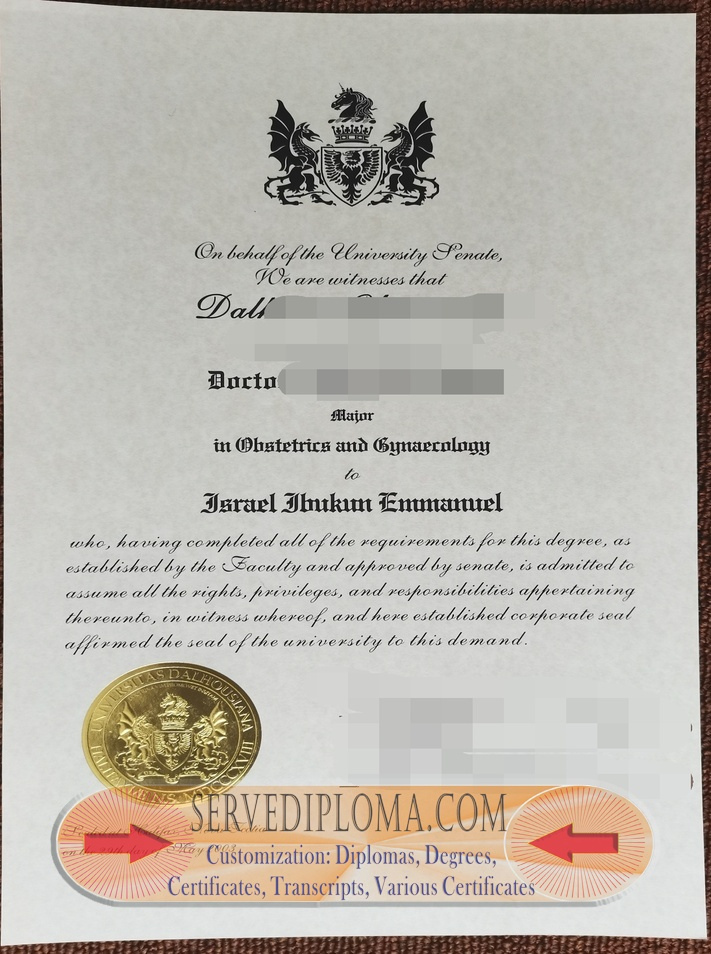 On behalf of the University Senate,
We are witnesses that
Major
in Obstetrics and Gynaecology
to
Israel Ibukun Emmanuel
who, having completed all of the requirements for this degree, as
established by the Faculty and approved by senate, is admitted to
assume all the rights, privileges, and responsibilities appertaining
thereunto, in witness whereof, and here established corporate seal
affirmed the seal of the university to this demand.
UNIVERSITAS DALHOUSIANA
SERVEDIPLOMA.COM
Customization: Diplomas, Degrees,
Certificates, Transcripts, Various Certificates